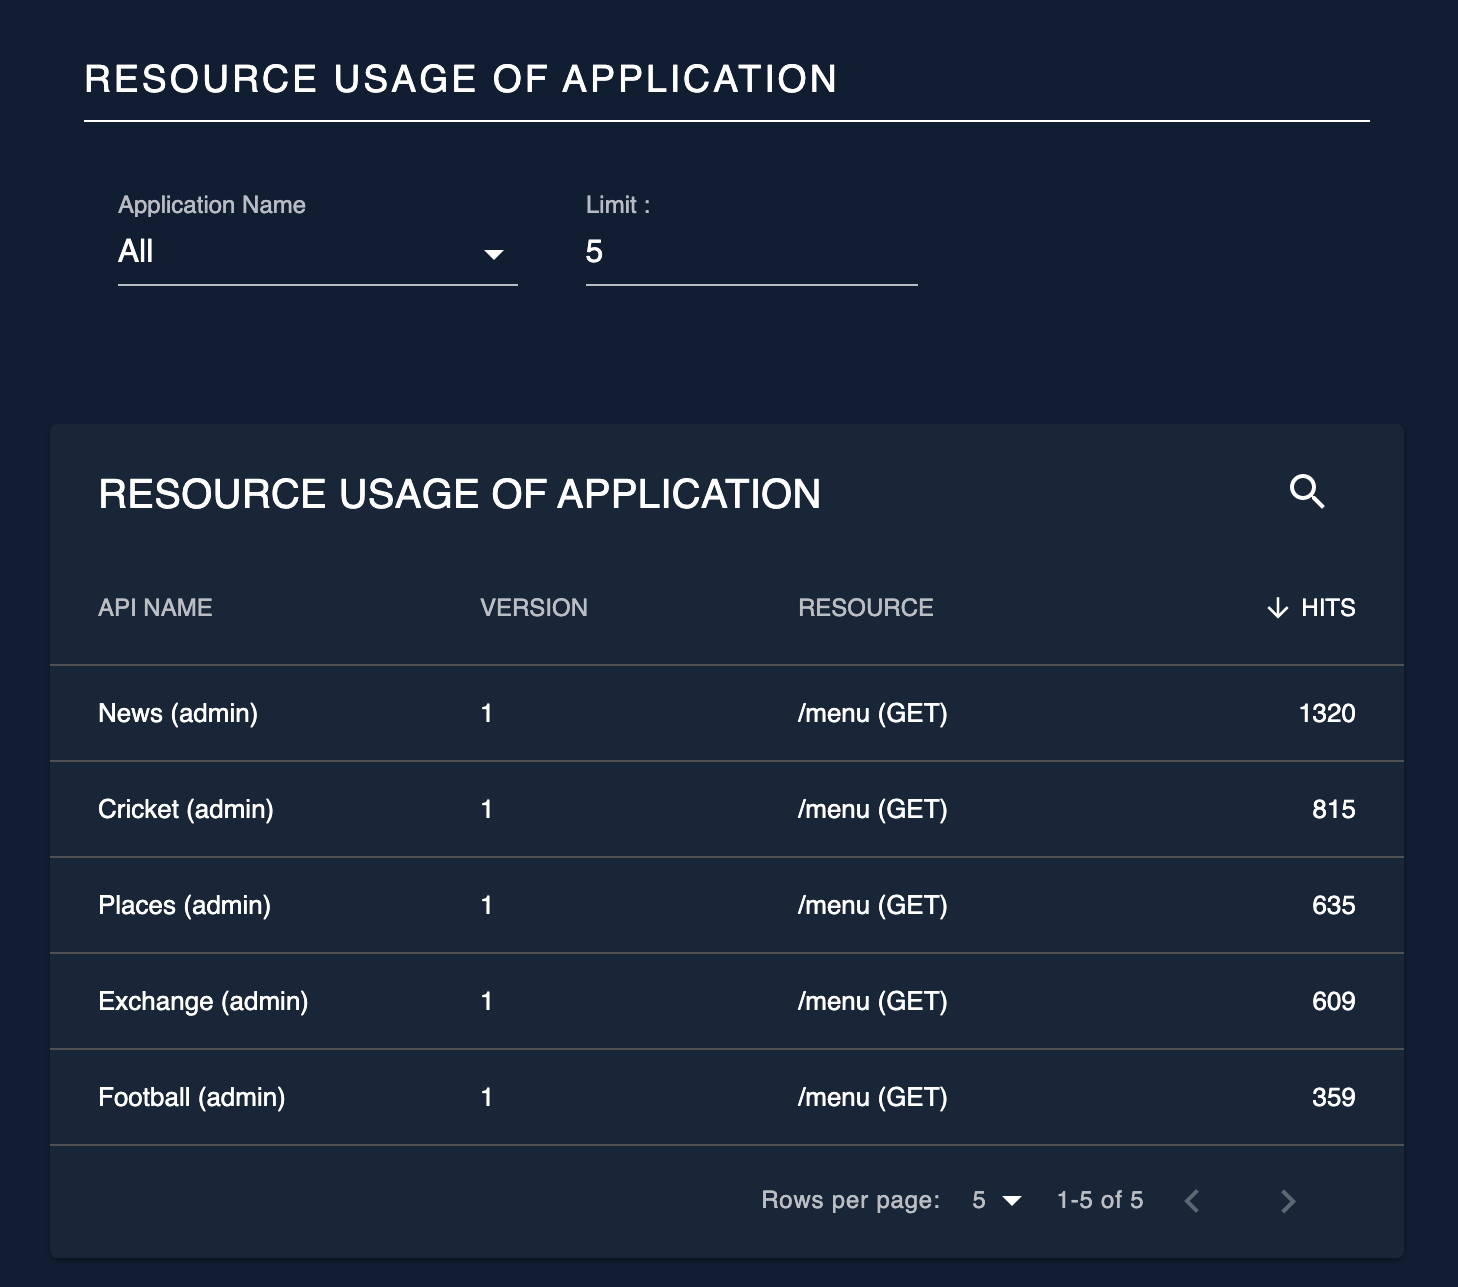 RESOURCE USAGE OF APPLICATION
Application Name Limit :
All 5
RESOURCE USAGE OF APPLICATION
API NAME VERSION RESOURCE HITS
News (admin) 1 /menu (GET) 1320
Cricket (admin) 1 /menu (GET) 815
Places (admin) 1 /menu (GET) 635
Exchange (admin) 1 /menu (GET) 609
Football (admin) 1 /menu (GET) 359
Rows per page: 5 1-5 of 5